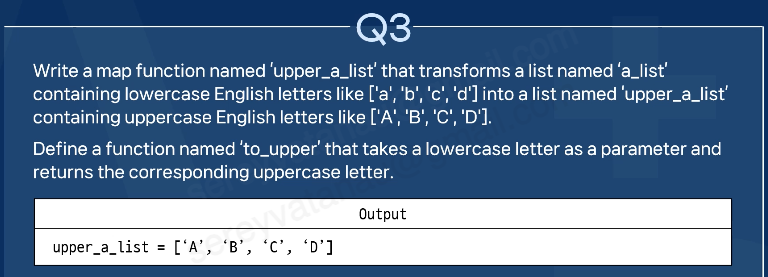 Q3
Write a map function named 'upper_a_list' that transforms a list named 'a_list'
containing lowercase English letters like ['a', 'b', 'c', 'd'] into a list named 'upper_a_list'
containing uppercase English letters like ['A', 'B', 'C', 'D'].
Define a function named 'to_upper' that takes a lowercase letter as a parameter and
returns the corresponding uppercase letter.
Output
upper_a_list = [‘A’, ‘B’, ‘C’, ‘D’]